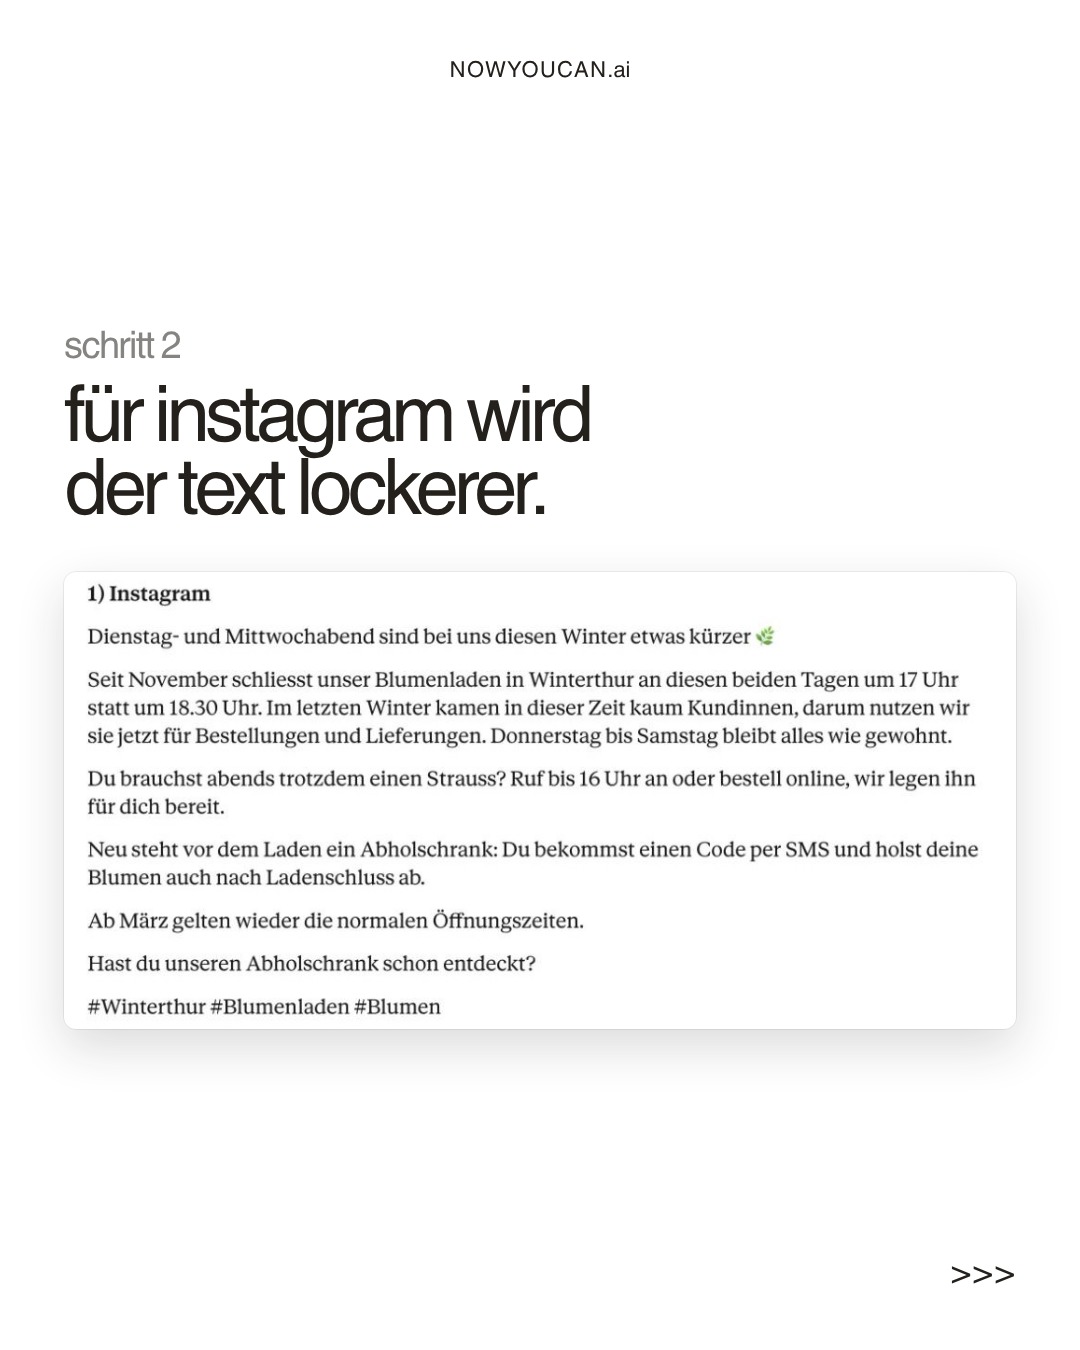 NOWYOUCAN.ai
schritt 2
für instagram wird
der text lockerer.
1) Instagram
Dienstag- und Mittwochabend sind bei uns diesen Winter etwas kürzer 🌿
Seit November schliesst unser Blumenladen in Winterthur an diesen beiden Tagen um 17 Uhr
statt um 18.30 Uhr. Im letzten Winter kamen in dieser Zeit kaum Kundinnen, darum nutzen wir
sie jetzt für Bestellungen und Lieferungen. Donnerstag bis Samstag bleibt alles wie gewohnt.
Du brauchst abends trotzdem einen Strauss? Ruf bis 16 Uhr an oder bestell online, wir legen ihn
für dich bereit.
Neu steht vor dem Laden ein Abholschrank: Du bekommst einen Code per SMS und holst deine
Blumen auch nach Ladenschluss ab.
Ab März gelten wieder die normalen Öffnungszeiten.
Hast du unseren Abholschrank schon entdeckt?
#Winterthur #Blumenladen #Blumen
>>>